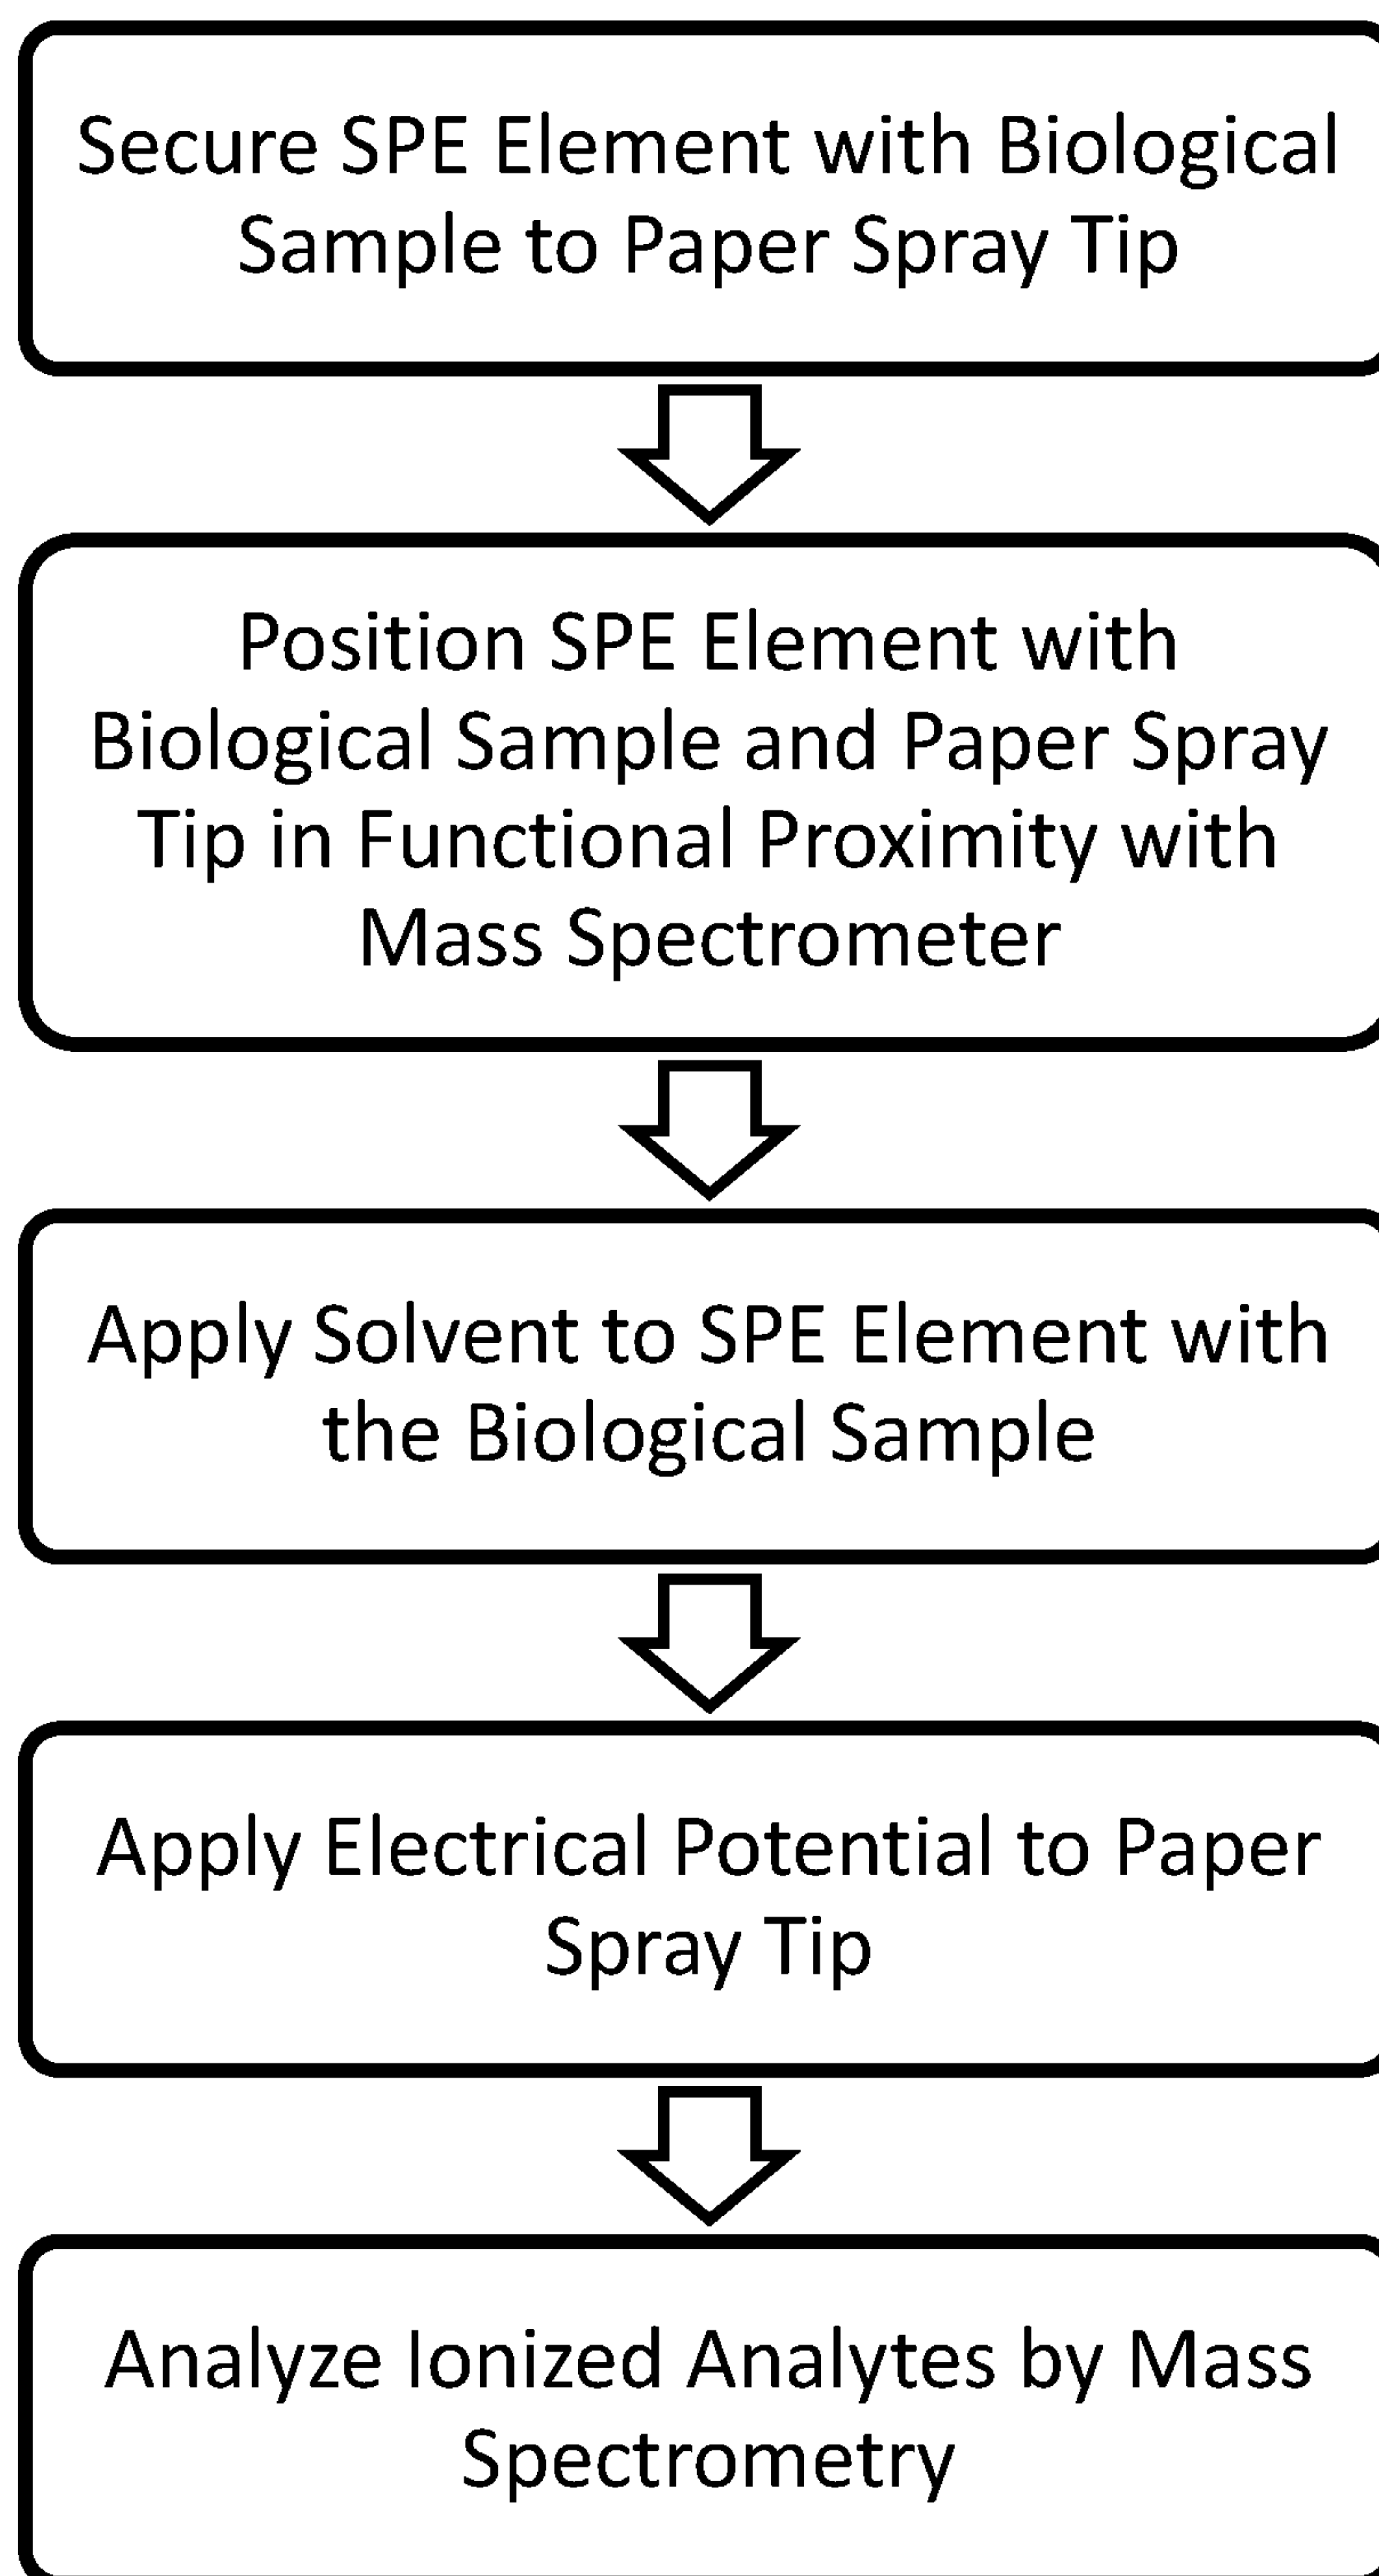 Secure SPE Element with Biological
Sample to Paper Spray Tip
Position SPE Element with
Biological Sample and Paper Spray
Tip in Functional Proximity with
Mass Spectrometer
Apply Solvent to SPE Element with
the Biological Sample
Apply Electrical Potential to Paper
Spray Tip
Analyze Ionized Analytes by Mass
Spectrometry